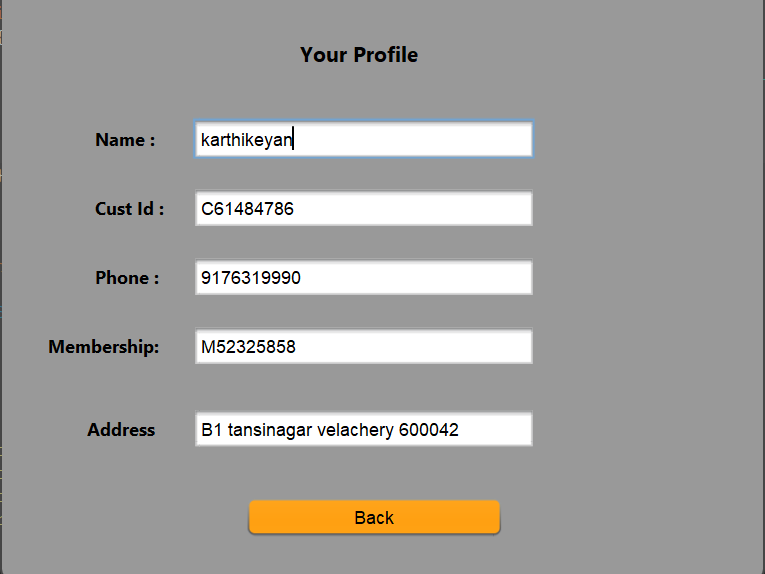 Your Profile
Name : karthikeyan
Cust Id : C61484786
Phone : 9176319990
Membership: M52325858
Address B1 tansinagar velachery 600042
Back